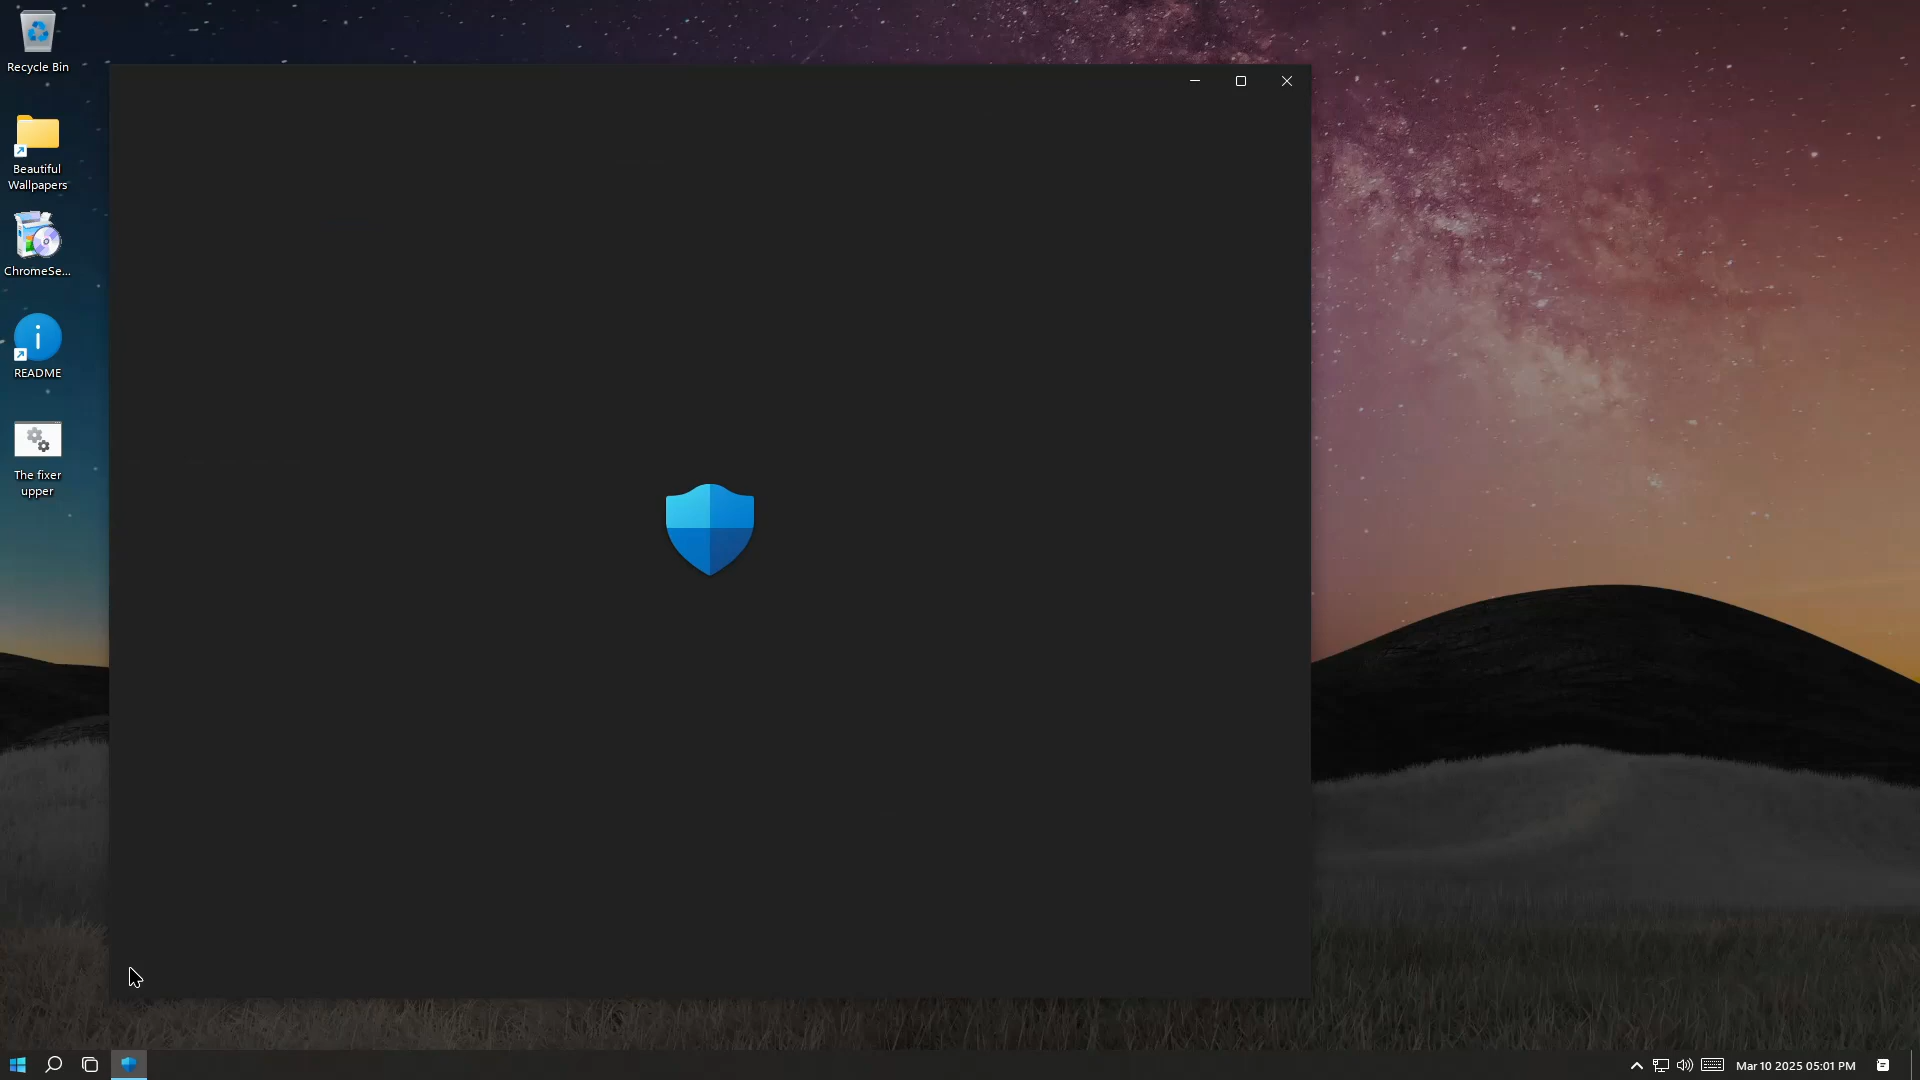 Recycle Bin
Beautiful
Wallpapers
ChromeSe...
README
The fixer
upper
Mar 10 2025 05:01 PM